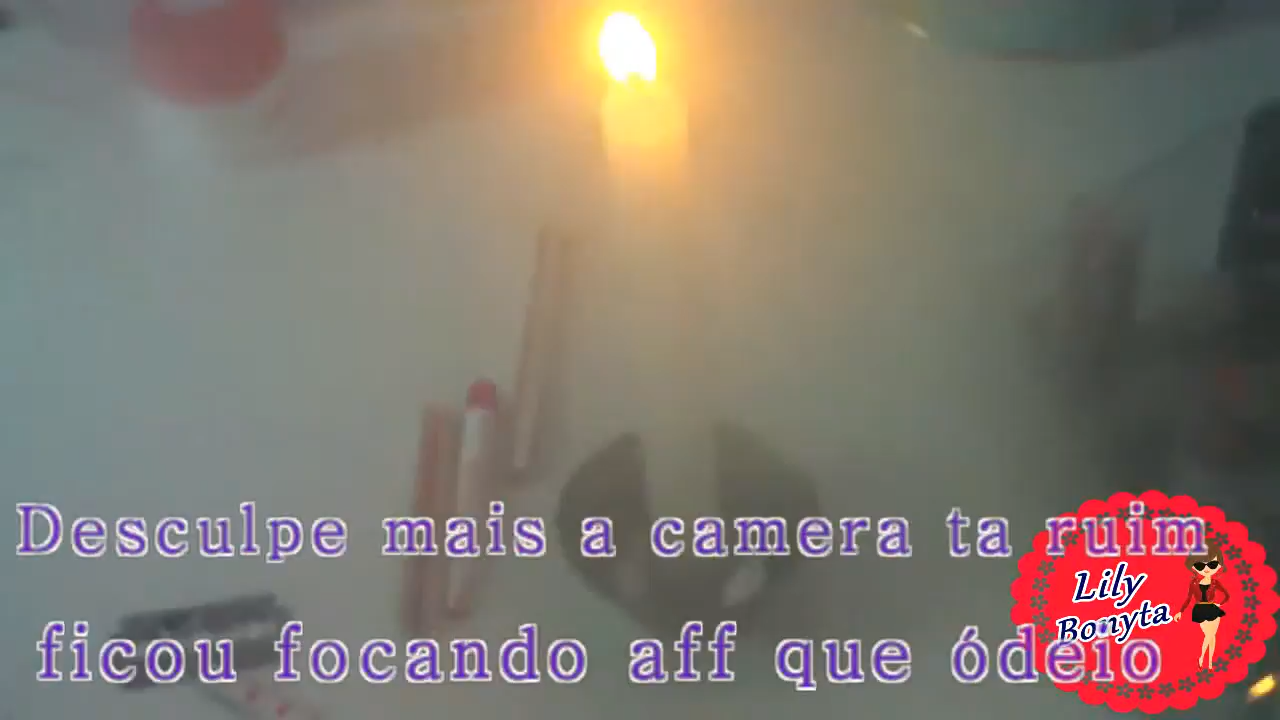 Desculpe mais a camera ta ruim
ficou focando aff que ódeio
Lily
Bonyta